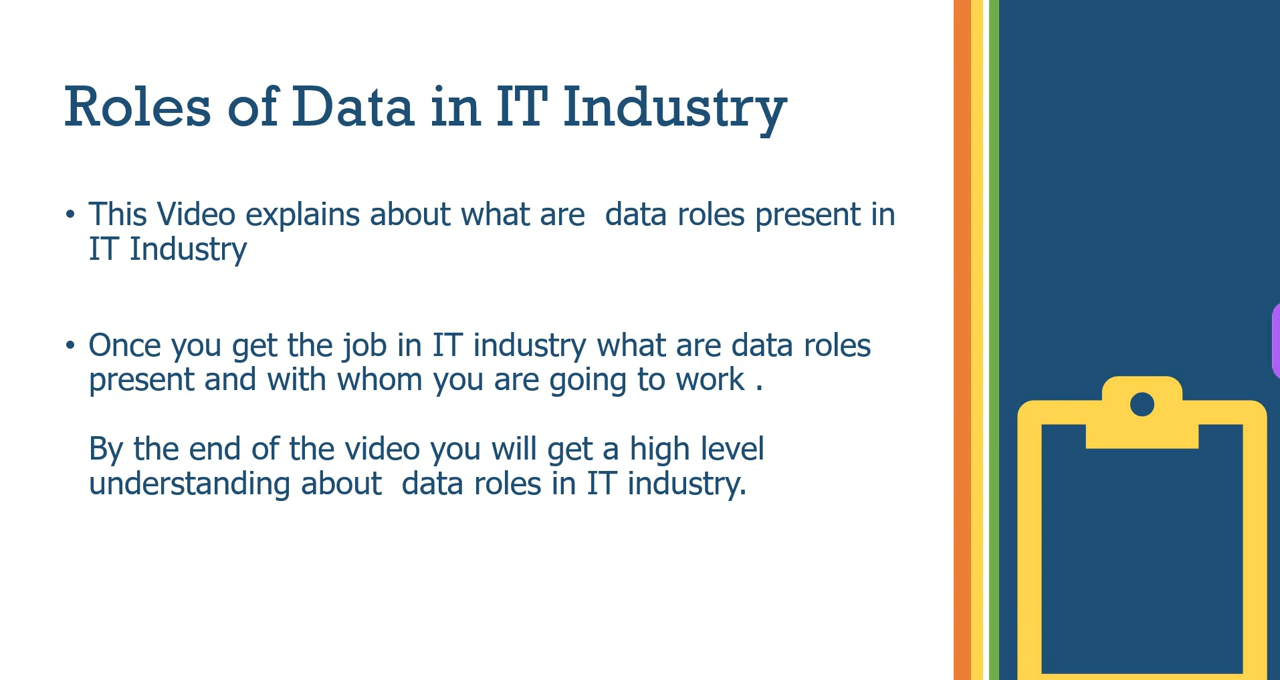 Roles of Data in IT Industry
• This Video explains about what are  data roles present in
IT Industry
• Once you get the job in IT industry what are data roles
present and with whom you are going to work .
By the end of the video you will get a high level
understanding about  data roles in IT industry.